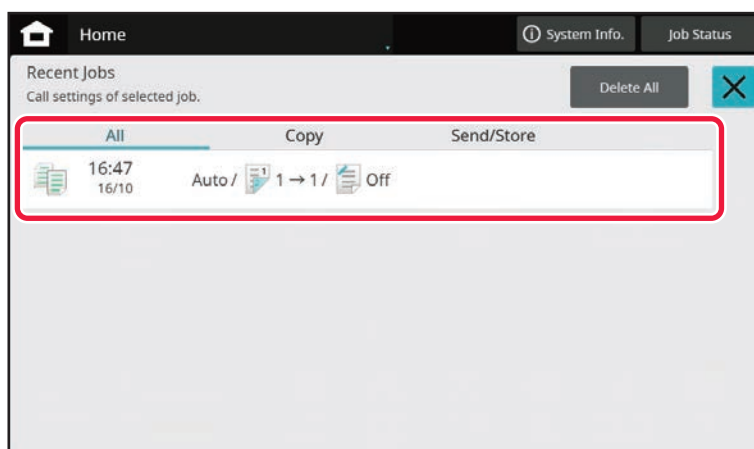 Home
System Info.
Job Status
Recent Jobs
Call settings of selected job.
Delete All
All
Copy
Send/Store
16:47
16/10
Auto / 1 1 → 1 / Off